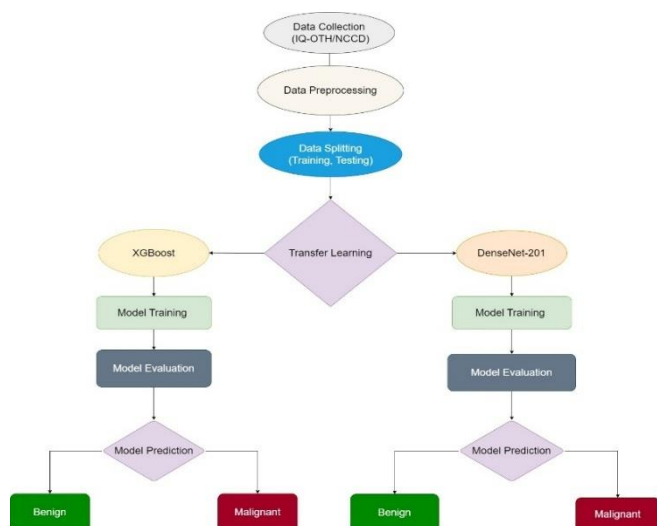 Data Collection
(IQ-OTH/NCCD)
Data Preprocessing
Data Splitting
(Training, Testing)
Transfer Learning
XGBoost
DenseNet-201
Model Training
Model Training
Model Evaluation
Model Evaluation
Model Prediction
Model Prediction
Benign
Malignant
Benign
Malignant